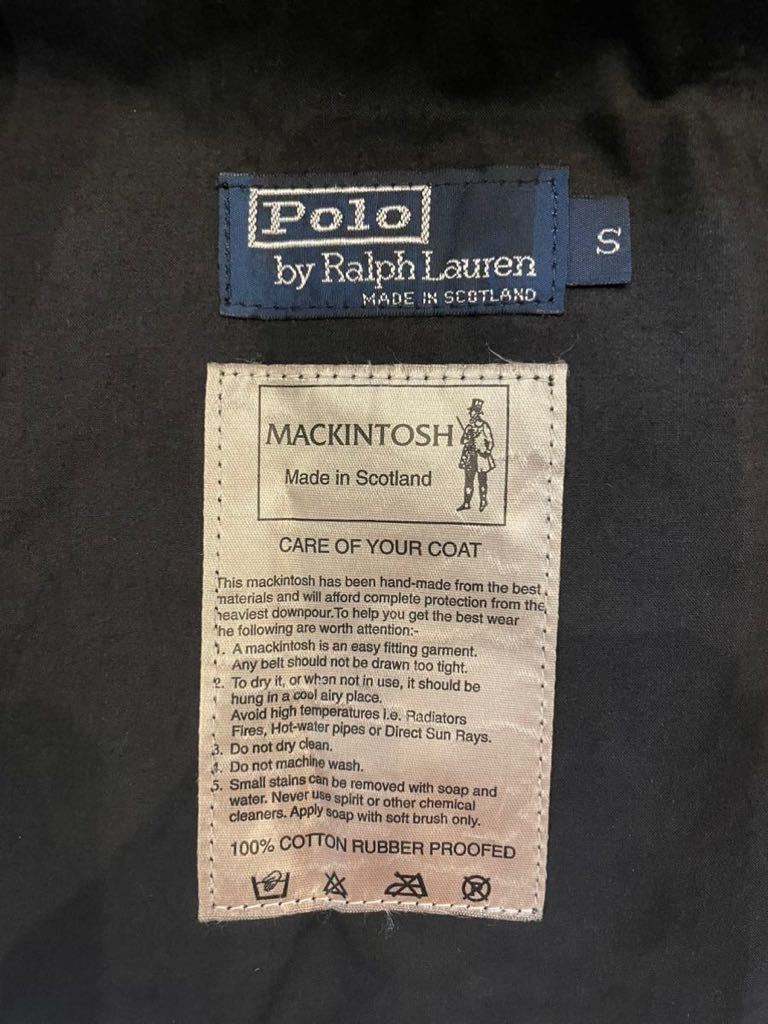 Polo
by Ralph Lauren
MADE IN SCOTLAND
S
MACKINTOSH
Made in Scotland
CARE OF YOUR COAT
This mackintosh has been hand-made from the best
materials and will afford complete protection from the
heaviest downpour.To help you get the best wear
the following are worth attention:-
1. A mackintosh is an easy fitting garment.
Any belt should not be drawn too tight.
2. To dry it, or when not in use, it should be
hung in a cool airy place.
Avoid high temperatures i.e. Radiators
Fires, Hot-water pipes or Direct Sun Rays.
3. Do not dry clean.
4. Do not machine wash.
5. Small stains can be removed with soap and
water. Never use spirit or other chemical
cleaners. Apply soap with soft brush only.
100% COTTON RUBBER PROOFED